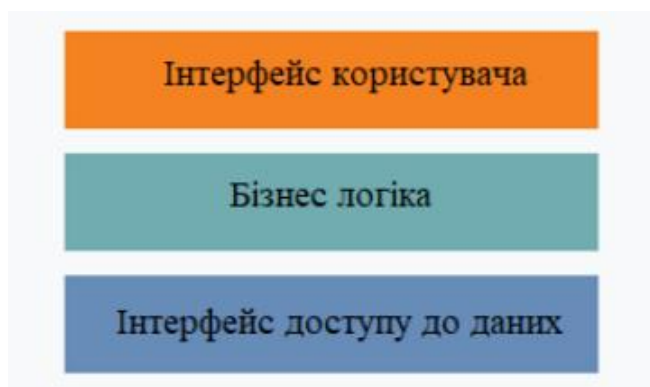 Інтерфейс користувача
Бізнес логіка
Інтерфейс доступу до даних